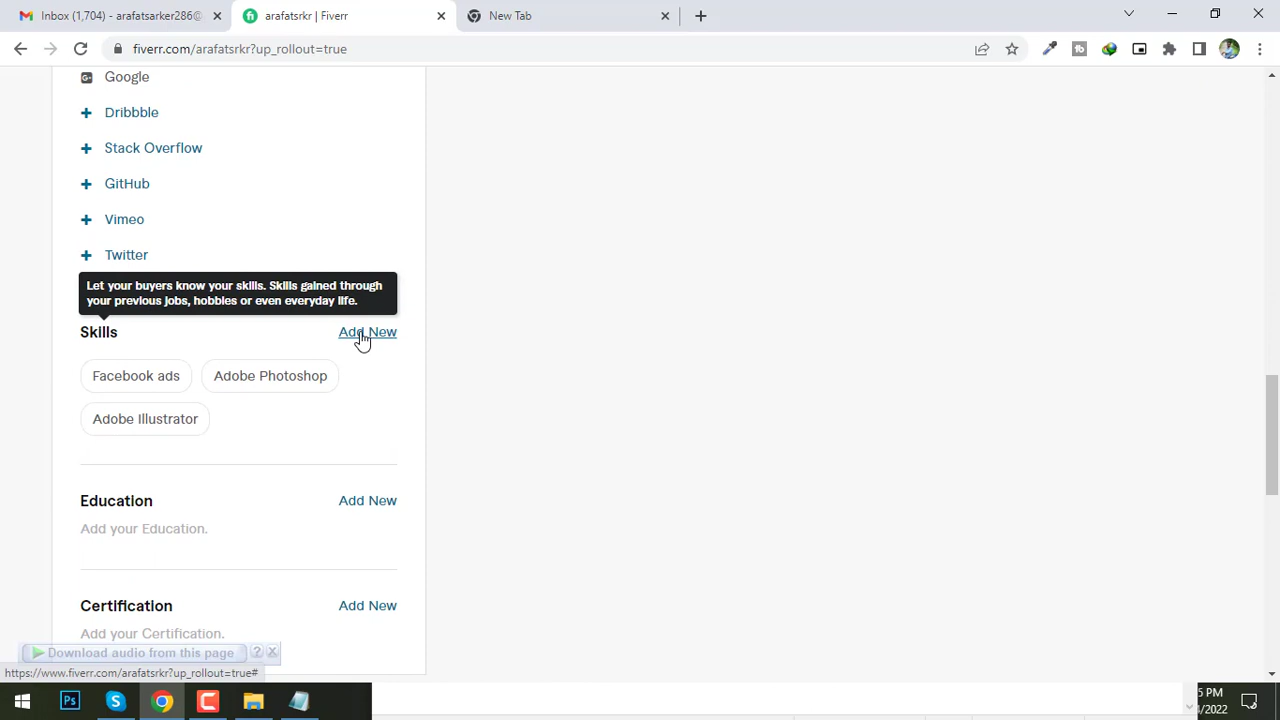 Inbox (1,704) - arafatsarker286@
arafatsrkr | Fiverr
New Tab
fiverr.com/arafatsrkr?up_rollout=true
Google
Dribbble
Stack Overflow
GitHub
Vimeo
Twitter
Let your buyers know your skills. Skills gained through
your previous jobs, hobbies or even everyday life.
Skills
Add New
Facebook ads
Adobe Photoshop
Adobe Illustrator
Education
Add New
Add your Education.
Certification
Add New
Add your Certification.
Download audio from this page
?
https://www.fiverr.com/arafatsrkr?up_rollout=true#
Ps
5 PM
/2022